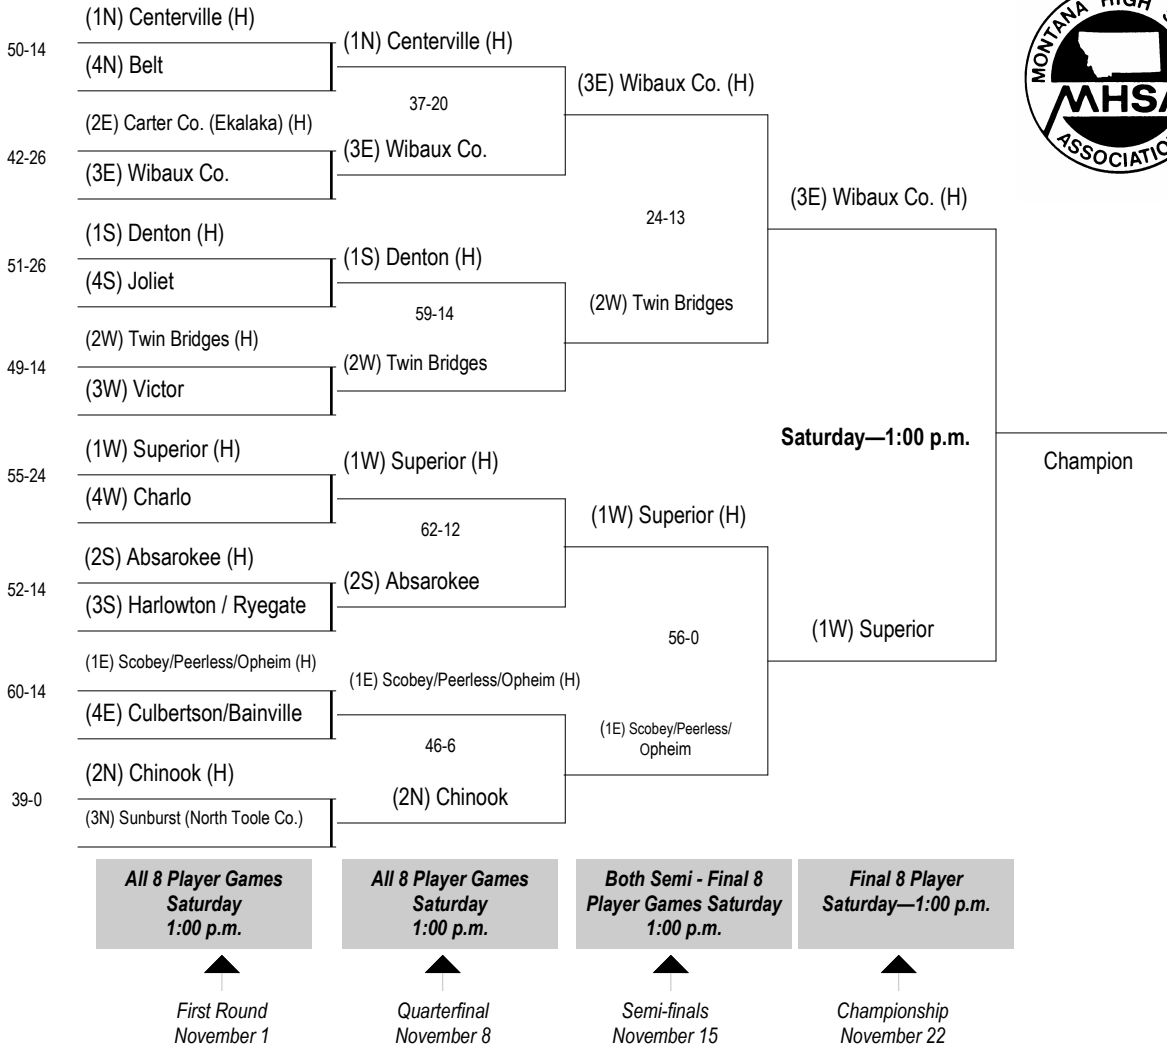 (1N) Centerville (H)
50-14
(4N) Belt
(2E) Carter Co. (Ekalaka) (H)
42-26
(3E) Wibaux Co.
(1S) Denton (H)
51-26
(4S) Joliet
(2W) Twin Bridges (H)
49-14
(3W) Victor
(1W) Superior (H)
55-24
(4W) Charlo
(2S) Absarokee (H)
52-14
(3S) Harlowton / Ryegate
(1E) Scobey/Peerless/Opheim (H)
60-14
(4E) Culbertson/Bainville
(2N) Chinook (H)
39-0
(3N) Sunburst (North Toole Co.)
(1N) Centerville (H)
37-20
(3E) Wibaux Co.
(1S) Denton (H)
59-14
(2W) Twin Bridges
(1W) Superior (H)
62-12
(2S) Absarokee
(1E) Scobey/Peerless/Opheim (H)
46-6
(2N) Chinook
(3E) Wibaux Co. (H)
24-13
(2W) Twin Bridges
(1W) Superior (H)
56-0
(1E) Scobey/Peerless/
Opheim
(3E) Wibaux Co. (H)
Saturday—1:00 p.m.
(1W) Superior
Champion
MONTANA HIGH
MHSA
ASSOCIATIO
All 8 Player Games
Saturday
1:00 p.m.
All 8 Player Games
Saturday
1:00 p.m.
Both Semi - Final 8
Player Games Saturday
1:00 p.m.
Final 8 Player
Saturday—1:00 p.m.
First Round
November 1
Quarterfinal
November 8
Semi-finals
November 15
Championship
November 22